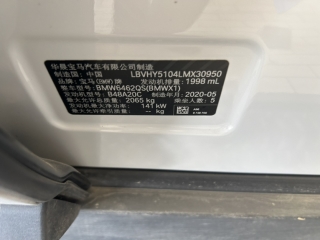 华晨宝马汽车有限公司制造
制造国：中国 LBVHY5104LMX30950
品牌：宝马(BMW)牌 发动机排量：1998 mL
整车型号：BMW6462QS(BMWX1)
发动机型号：B48A20C 制造年月：2020-05
最大允许总质量：2065 kg 乘坐人数：5
发动机最大净功率：141 kW
最大允许牵引质量：-- kg